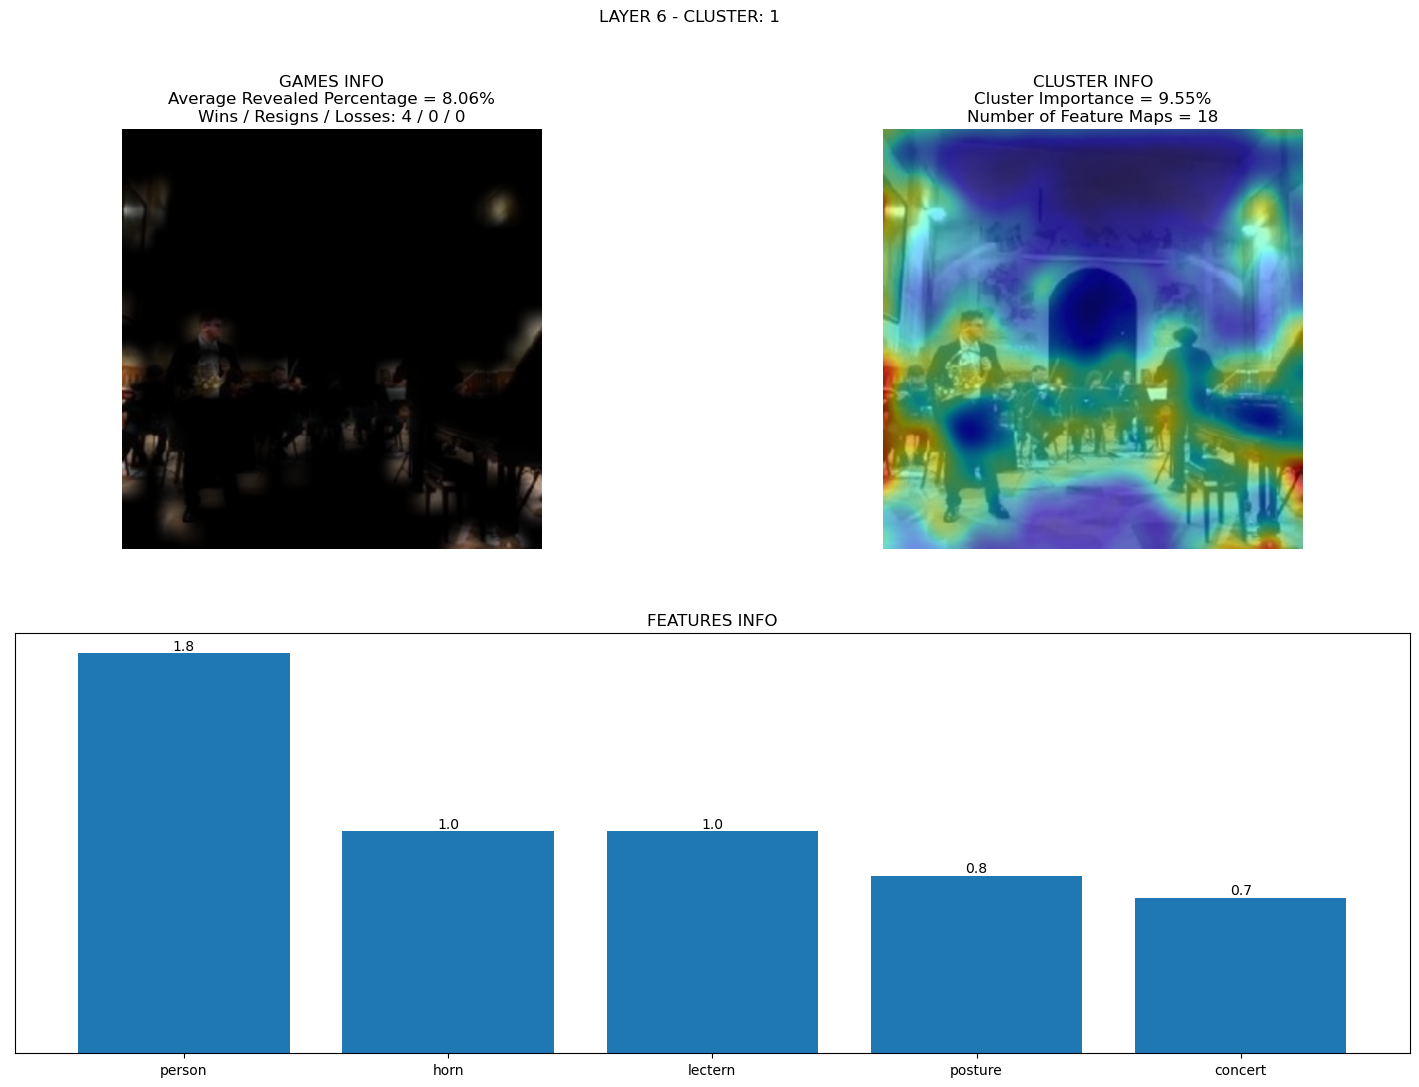 LAYER 6 - CLUSTER: 1
GAMES INFO
Average Revealed Percentage = 8.06%
Wins / Resigns / Losses: 4 / 0 / 0
CLUSTER INFO
Cluster Importance = 9.55%
Number of Feature Maps = 18
FEATURES INFO
1.8
1.0
1.0
0.8
0.7
person
horn
lectern
posture
concert